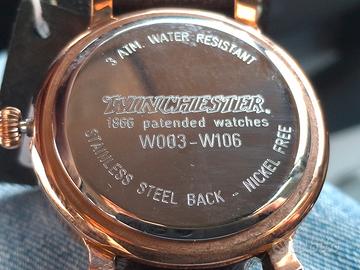 3 ATM. WATER RESISTANT
WINCHESTER.
1866 patented watches
W003-W106
STAINLESS STEEL BACK - NICKEL FREE